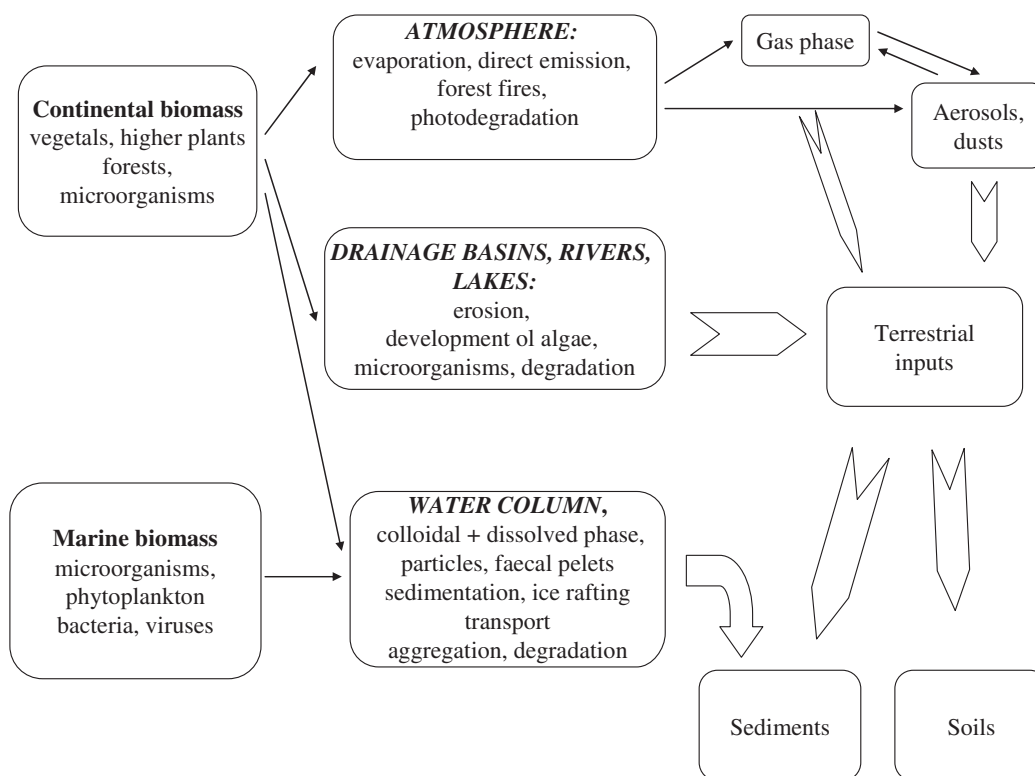 Continental biomass
vegetals, higher plants
forests,
microorganisms
ATMOSPHERE:
evaporation, direct emission,
forest fires,
photodegradation
Gas phase
Aerosols,
dusts
DRAINAGE BASINS, RIVERS,
LAKES:
erosion,
development ol algae,
microorganisms, degradation
Terrestrial
inputs
Marine biomass
microorganisms,
phytoplankton
bacteria, viruses
WATER COLUMN,
colloidal + dissolved phase,
particles, faecal pelets
sedimentation, ice rafting
transport
aggregation, degradation
Sediments
Soils